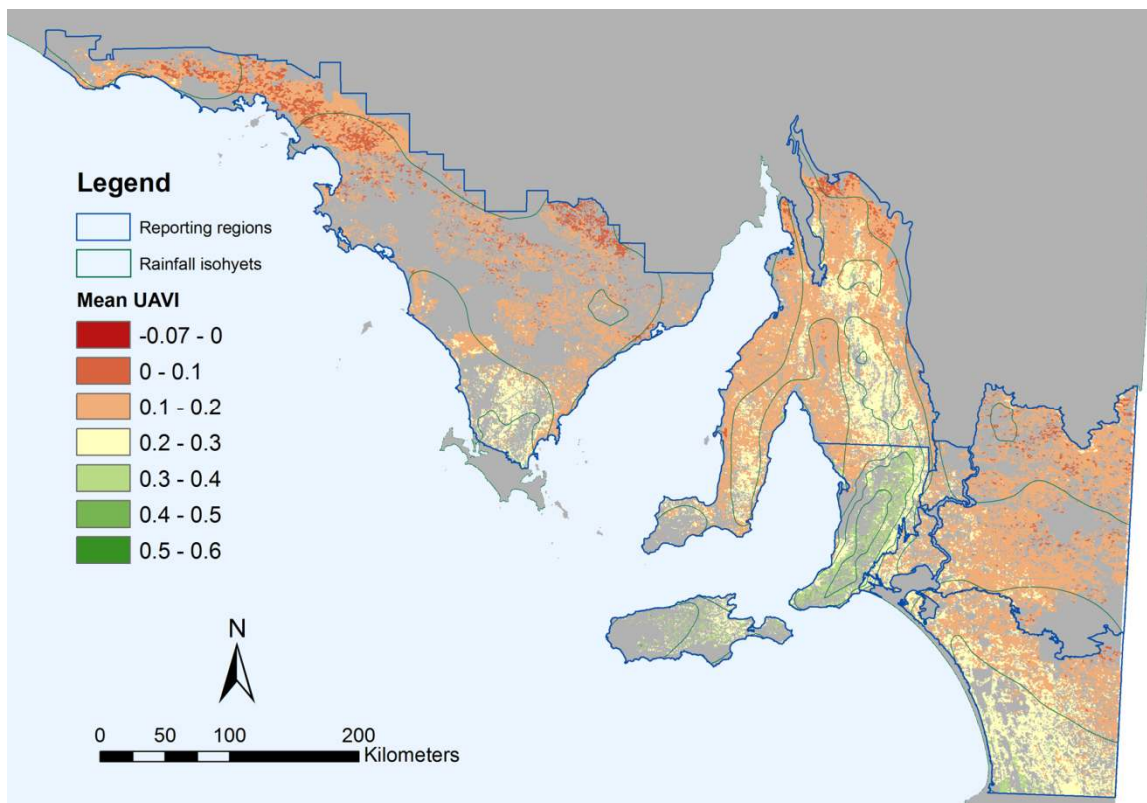 Legend
Reporting regions
Rainfall isohyets
Mean UAVI
-0.07 - 0
0 - 0.1
0.1 - 0.2
0.2 - 0.3
0.3 - 0.4
0.4 - 0.5
0.5 - 0.6
N
0 50 100 200
Kilometers